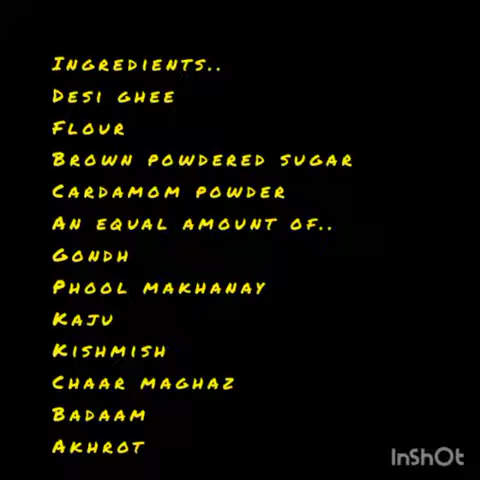 Ingredients..
Desi ghee
Flour
Brown powdered sugar
Cardamom powder
An equal amount of..
Gondh
Phool makhanay
Kaju
Kishmish
Chaar maghaz
Badaam
Akhrot
InShOt